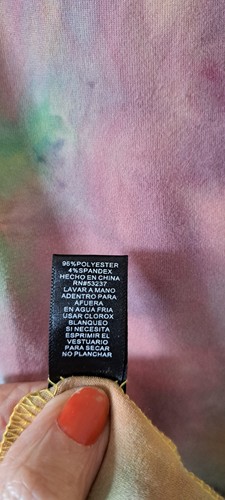 96%POLYESTER
4%SPANDEX
HECHO EN CHINA
RN#53237
LAVAR A MANO
ADENTRO PARA
AFUERA
EN AGUA FRIA
USAR CLOROX
BLANQUEO
SI NECESITA
ESPRIMIR EL
VESTUARIO
PARA SECAR
NO PLANCHAR